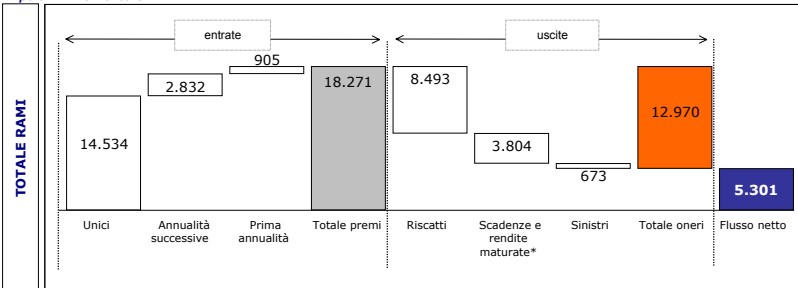 TOTALE RAMI
entrate
uscite
14.534
2.832
905
18.271
8.493
3.804
673
12.970
5.301
Unici
Annualità
successive
Prima
annualità
Totale premi
Riscatti
Scadenze e
rendite
maturate*
Sinistri
Totale oneri
Flusso netto